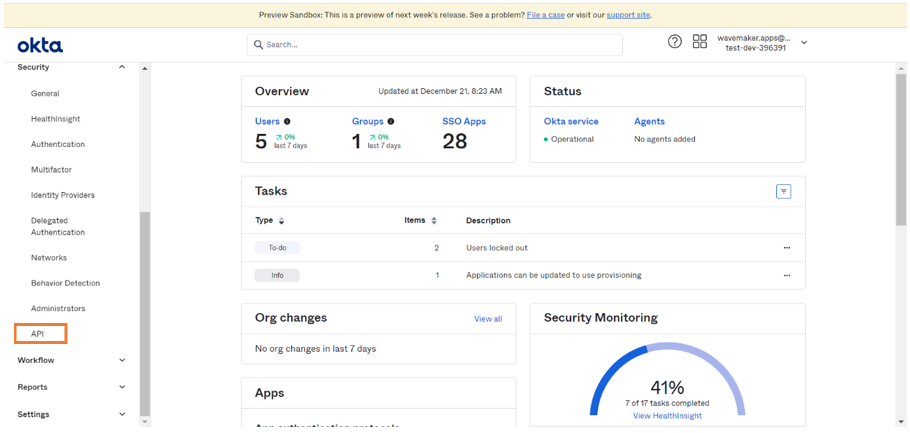 Preview Sandbox: This is a preview of next week's release. See a problem? File a case or visit our support site.
okta
Search...
wavemaker.apps@...
test-dev-396391
Security
General
HealthInsight
Authentication
Multifactor
Identity Providers
Delegated
Authentication
Networks
Behavior Detection
Administrators
API
Workflow
Reports
Settings
Overview
Updated at December 21, 8:23 AM
Users
5
0%
last 7 days
Groups
1
0%
last 7 days
SSO Apps
28
Status
Okta service
Operational
Agents
No agents added
Tasks
Type Items Description
To-do 2 Users locked out
Info 1 Applications can be updated to use provisioning
Org changes
View all
No org changes in last 7 days
Apps
App authentication protocols
Security Monitoring
41%
7 of 17 tasks completed
View HealthInsight